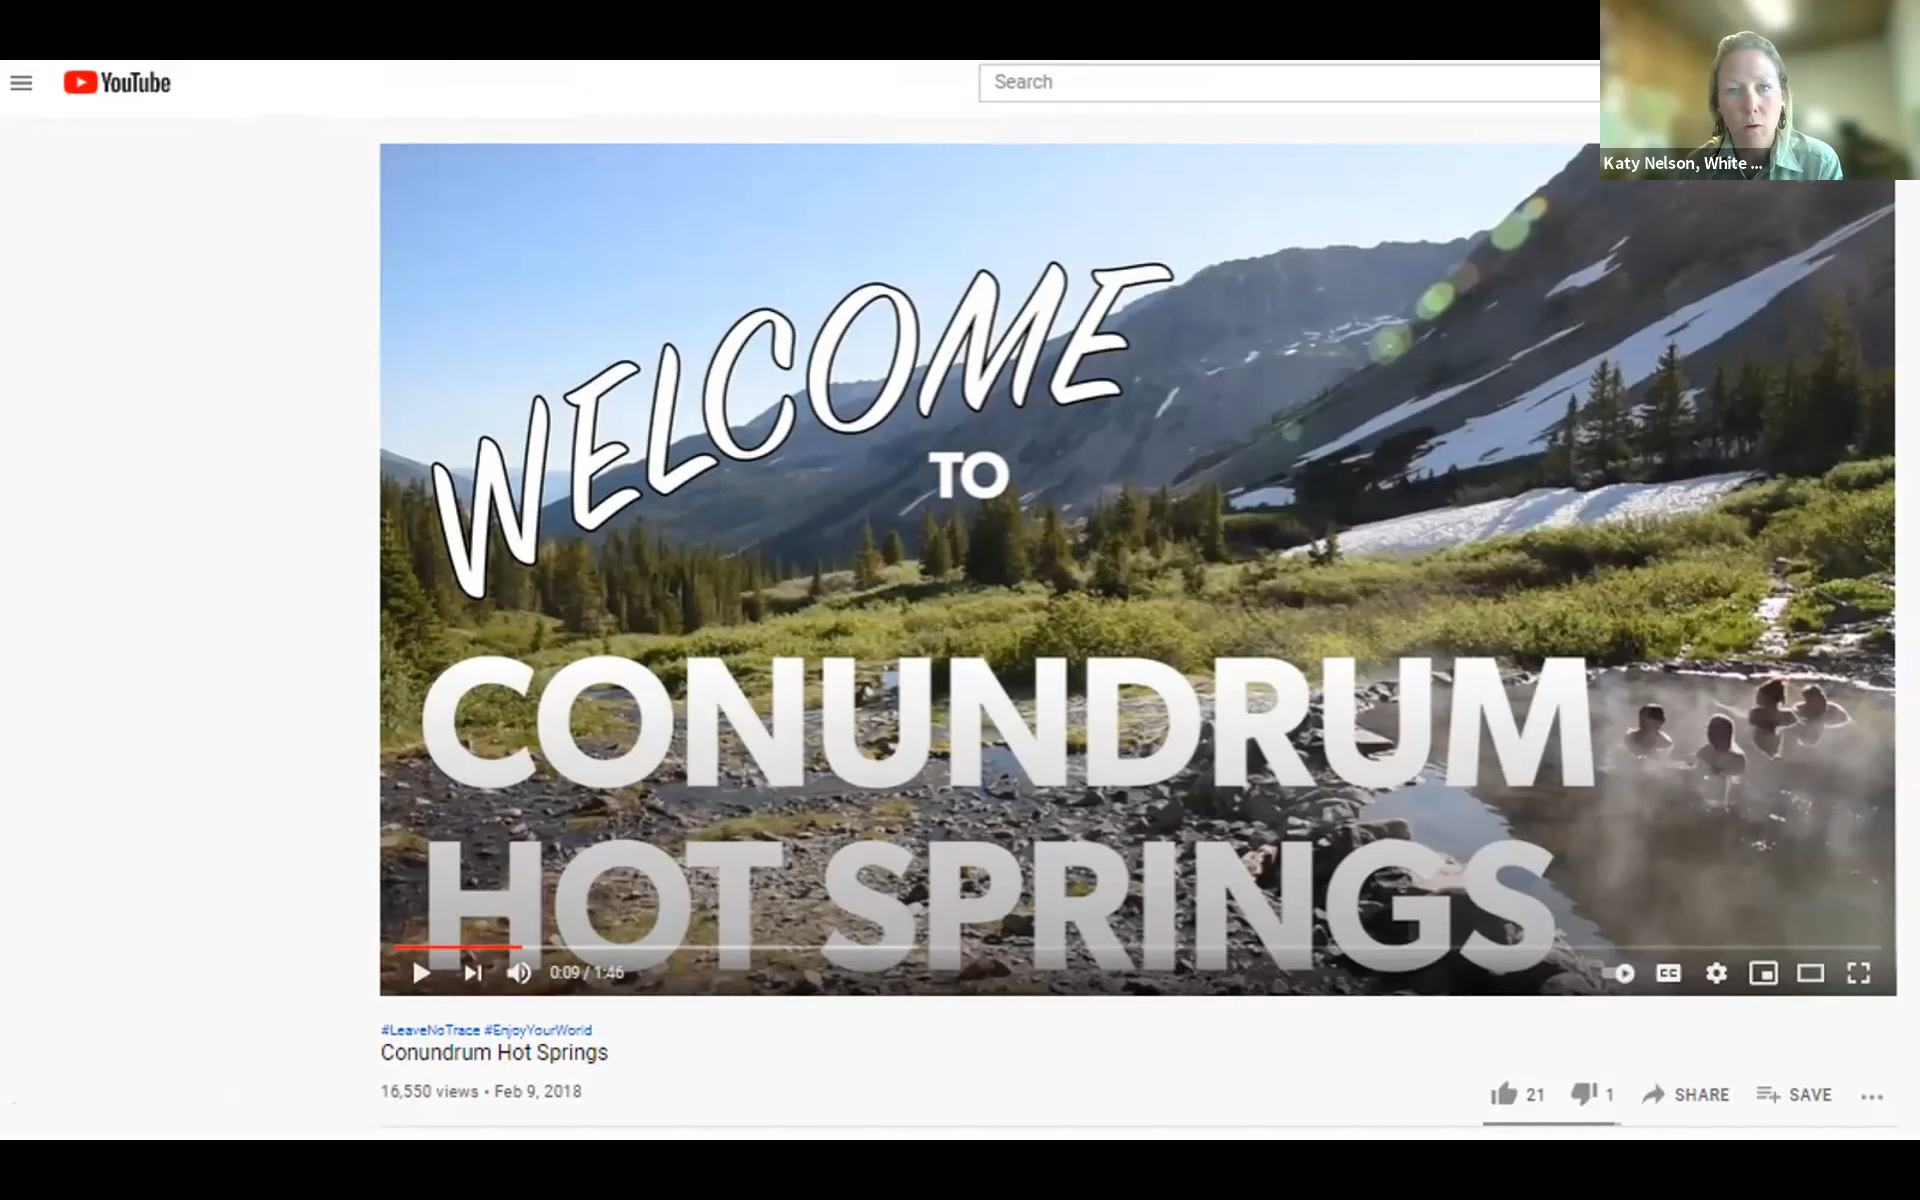 YouTube
Search
Katy Nelson, White ...
WELCOME
TO
CONUNDRUM
HOT SPRINGS
0:09 / 1:46
CC
#LeaveNoTrace #EnjoyYourWorld
Conundrum Hot Springs
16,550 views • Feb 9, 2018
21
1
SHARE
SAVE